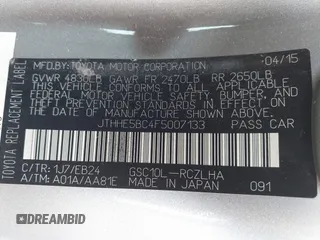 TOYOTA REPLACEMENT LABEL
MFD.BY: TOYOTA MOTOR CORPORATION 04/15
GVWR 4830LB GAWR FR 2470LB RR 2650LB
THIS VEHICLE CONFORMS TO ALL APPLICABLE
FEDERAL MOTOR VEHICLE SAFETY, BUMPER, AND
THEFT PREVENTION STANDARDS IN EFFECT ON
THE DATE OF MANUFACTURE SHOWN ABOVE.
JTHHE5BC4F5007133
C/TR: 1J7/EB24 GSC10L-RCZLHA
A/TM: A01A/AA81E MADE IN JAPAN 091
© DREAMBID
DREAMBID.COM